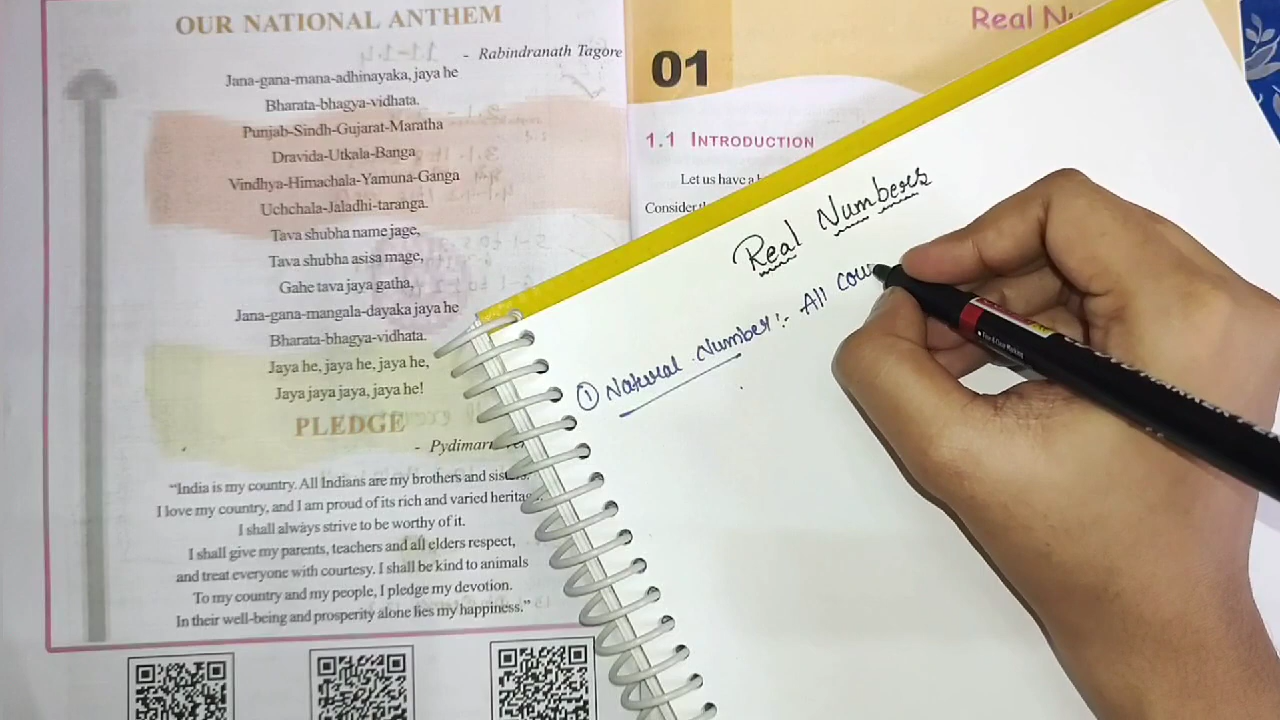 OUR NATIONAL ANTHEM
- Rabindranath Tagore
Jana-gana-mana-adhinayaka, jaya he
Bharata-bhagya-vidhata.
Punjab-Sindh-Gujarat-Maratha
Dravida-Utkala-Banga
Vindhya-Himachala-Yamuna-Ganga
Uchchala-Jaladhi-taranga.
Tava shubha name jage,
Tava shubha asisa mage,
Gahe tava jaya gatha,
Jana-gana-mangala-dayaka jaya he
Bharata-bhagya-vidhata.
Jaya he, jaya he, jaya he,
Jaya jaya jaya, jaya he!
PLEDGE
- Pydimarri
"India is my country. All Indians are my brothers and
I love my country, and I am proud of its rich and varied
I shall always strive to be worthy of it.
I shall give my parents, teachers and all elders respect,
and treat everyone with courtesy. I shall be kind to animals
To my country and my people, I pledge my devotion.
In their well-being and prosperity alone lies my happiness."
Real
01
1.1 INTRODUCTION
Let us have a
Consider
Real Numbers
① Natural Number :- All